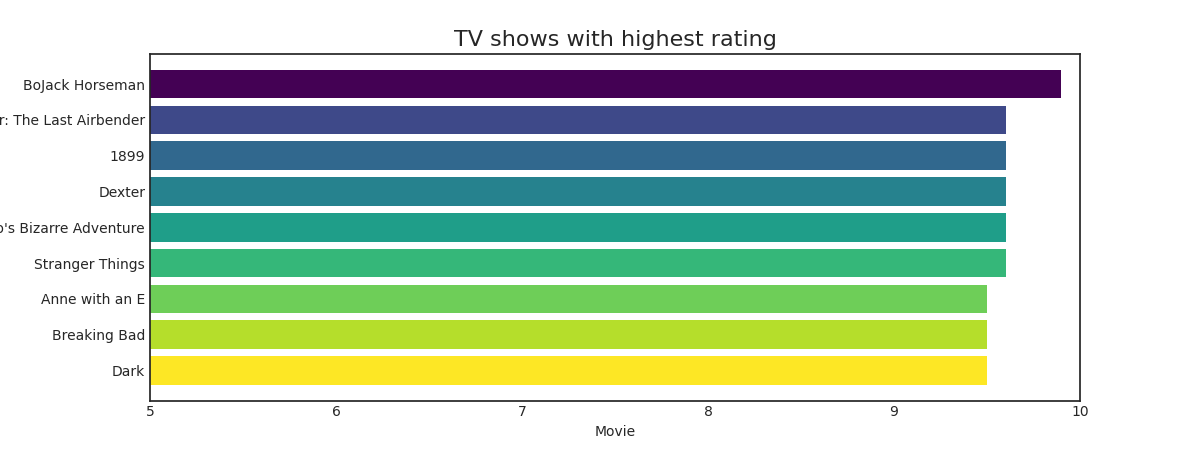 TV shows with highest rating
BoJack Horseman
r: The Last Airbender
1899
Dexter
o's Bizarre Adventure
Stranger Things
Anne with an E
Breaking Bad
Dark
5 6 7 8 9 10
Movie